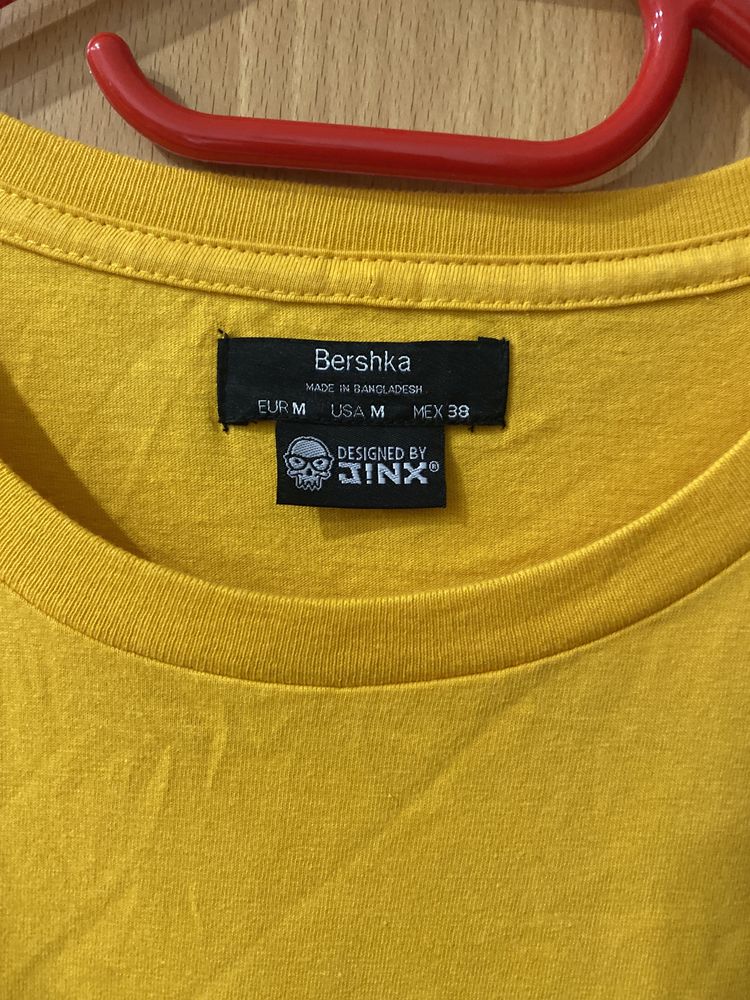 Bershka
MADE IN BANGLADESH
EUR M USA M MEX 38
DESIGNED BY
J!NX®